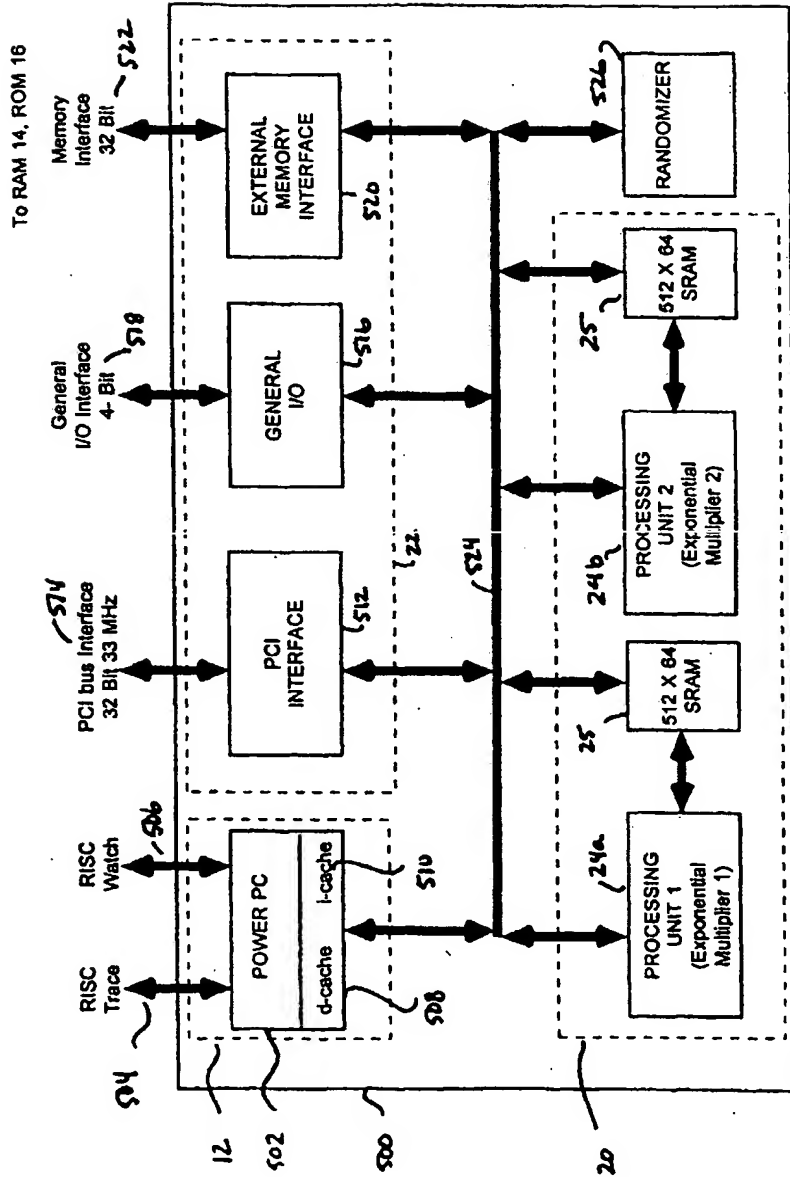 To RAM 14, ROM 16
RISC
Trace
504
RISC
Watch
506
PCI bus Interface
32 Bit 33 MHz
514
General
I/O Interface
4- Bit
518
Memory
Interface
32 Bit
522
12
502
500
POWER PC
d-cache
I-cache
508
510
PCI
INTERFACE
512
GENERAL
I/O
516
EXTERNAL
MEMORY
INTERFACE
520
22
524
20
PROCESSING
UNIT 1
(Exponential
Multiplier 1)
24a
512 X 64
SRAM
25
PROCESSING
UNIT 2
(Exponential
Multiplier 2)
24b
512 X 64
SRAM
25
RANDOMIZER
526